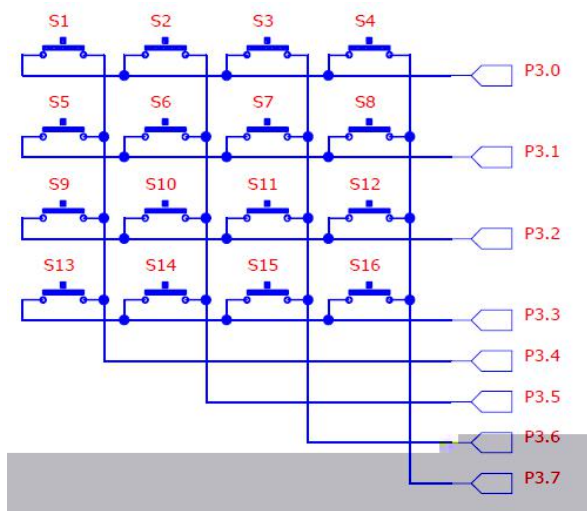 S1 S2 S3 S4
P3.0
S5 S6 S7 S8
P3.1
S9 S10 S11 S12
P3.2
S13 S14 S15 S16
P3.3
P3.4
P3.5
P3.6
P3.7